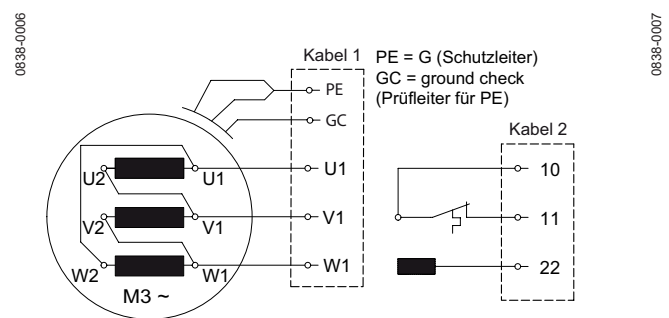 0838-0006
0838-0007
Kabel 1
PE = G (Schutzleiter)
GC = ground check
(Prüfleiter für PE)
PE
GC
Kabel 2
U2
U1
U1
10
V2
V1
V1
11
W2
W1
W1
22
M3 ~